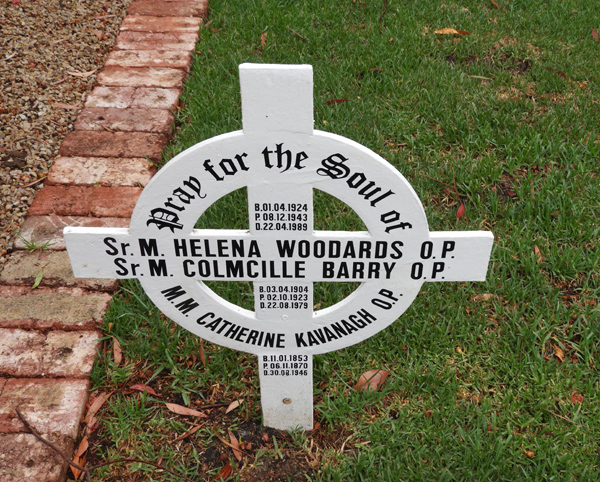 Pray for the Soul of
B.01.04.1924
P.08.12.1943
D.22.04.1989
Sr. M. HELENA WOODARDS O.P.
Sr. M. COLMCILLE BARRY O.P.
B.03.04.1904
P.02.10.1923
D.22.08.1979
M.M. CATHERINE KAVANAGH O.P.
B.11.01.1853
P.06.11.1870
D.30.08.1946